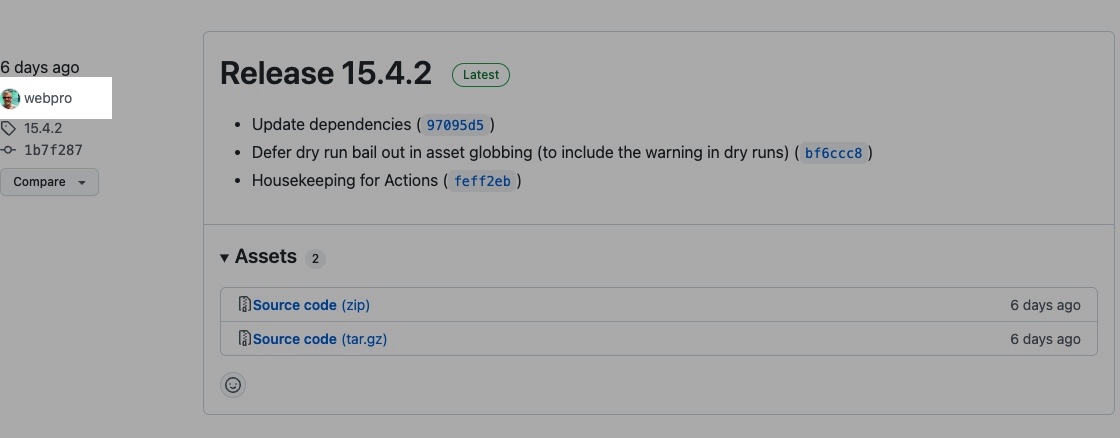 6 days ago
webpro
15.4.2
1b7f287
Compare
Release 15.4.2 Latest
• Update dependencies ( 97095d5 )
• Defer dry run bail out in asset globbing (to include the warning in dry runs) ( bf6ccc8 )
• Housekeeping for Actions ( feff2eb )
Assets 2
Source code (zip) 6 days ago
Source code (tar.gz) 6 days ago